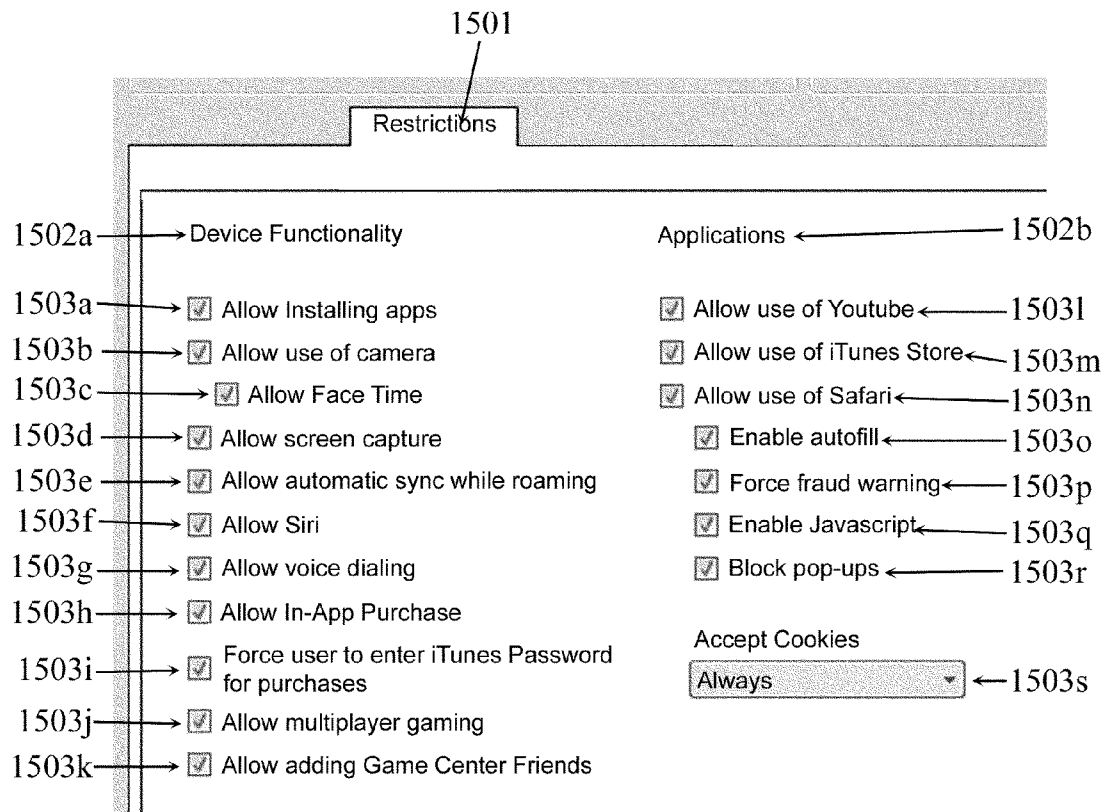 1501
Restrictions
1502a
Device Functionality
Applications
1502b
1503a
Allow Installing apps
1503b
Allow use of camera
1503c
Allow Face Time
1503d
Allow screen capture
1503e
Allow automatic sync while roaming
1503f
Allow Siri
1503g
Allow voice dialing
1503h
Allow In-App Purchase
1503i
Force user to enter iTunes Password
for purchases
1503j
Allow multiplayer gaming
1503k
Allow adding Game Center Friends
Allow use of Youtube
1503l
Allow use of iTunes Store
1503m
Allow use of Safari
1503n
Enable autofill
1503o
Force fraud warning
1503p
Enable Javascript
1503q
Block pop-ups
1503r
Accept Cookies
Always
1503s